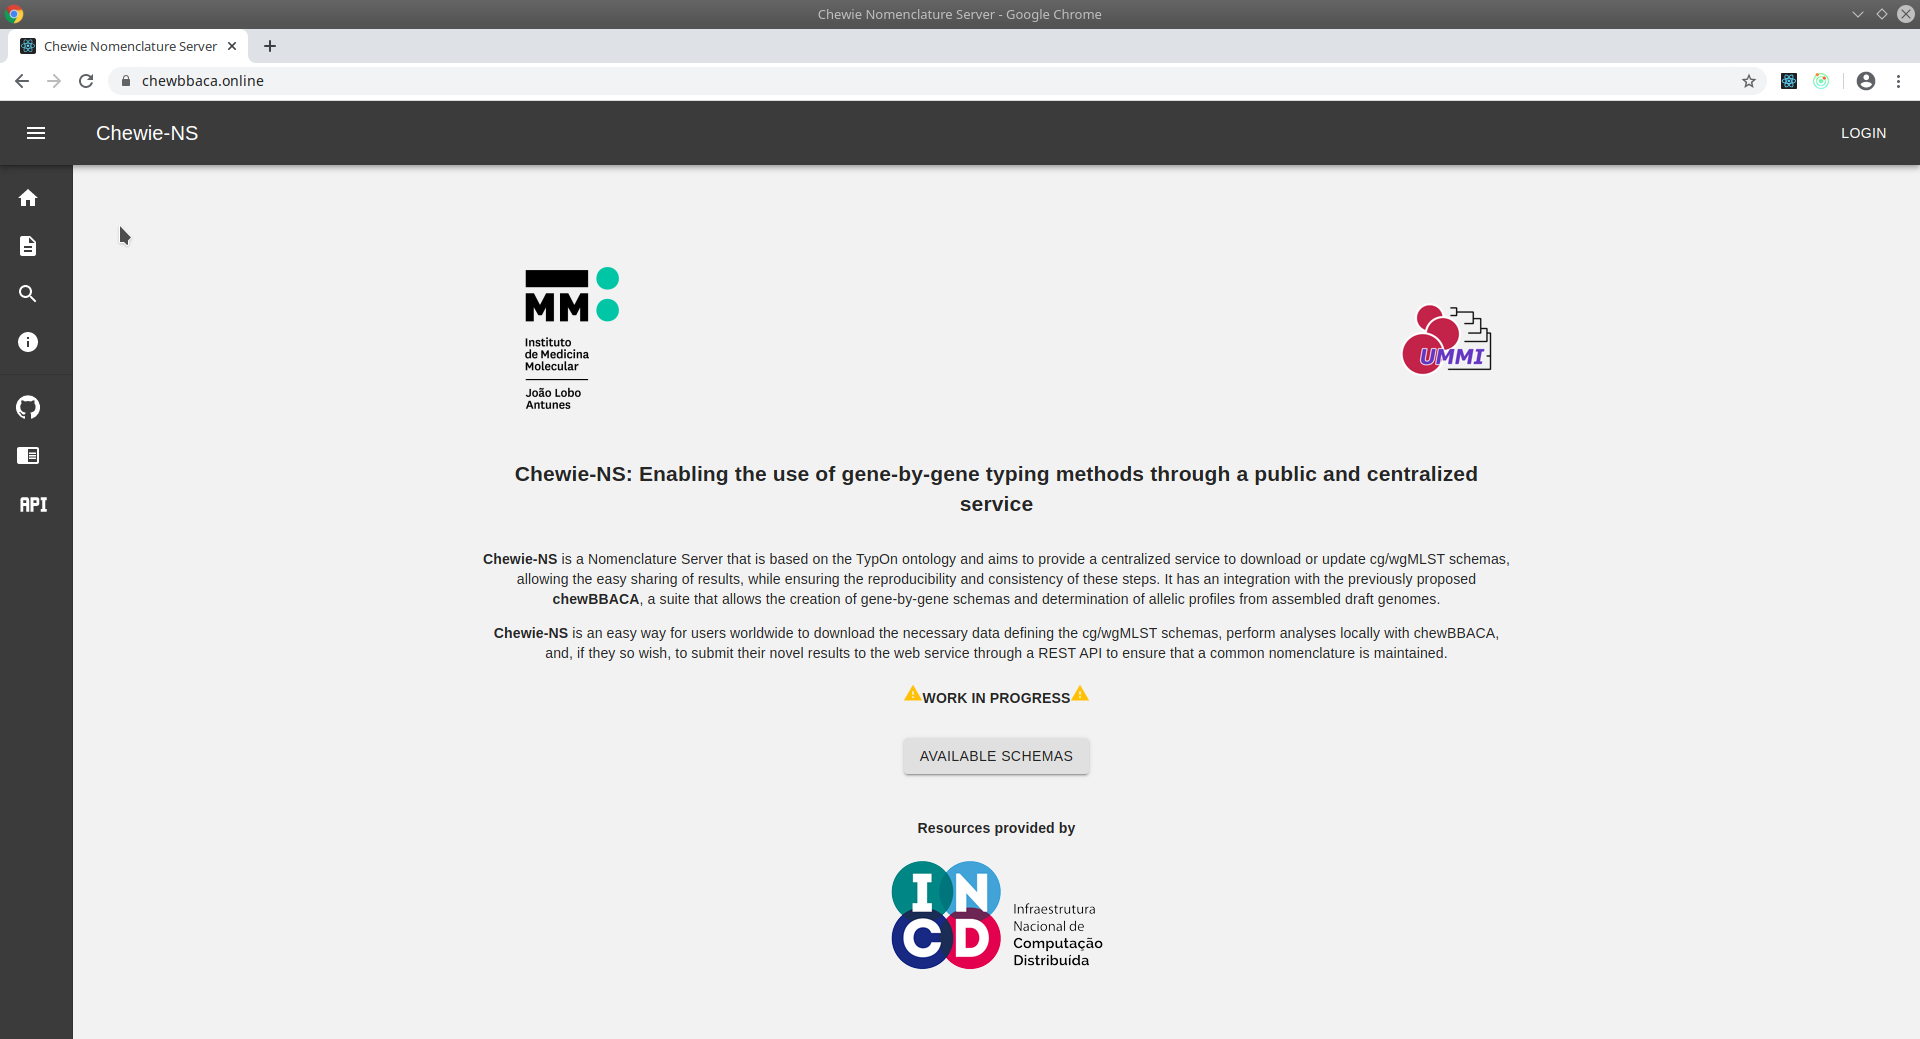 Chewie Nomenclature Server - Google Chrome
Chewie Nomenclature Server
chewbbaca.online
Chewie-NS
LOGIN
API
MM
Instituto
de Medicina
Molecular
João Lobo
Antunes
UMMI
Chewie-NS: Enabling the use of gene-by-gene typing methods through a public and centralized
service
Chewie-NS is a Nomenclature Server that is based on the TypOn ontology and aims to provide a centralized service to download or update cg/wgMLST schemas,
allowing the easy sharing of results, while ensuring the reproducibility and consistency of these steps. It has an integration with the previously proposed
chewBBACA, a suite that allows the creation of gene-by-gene schemas and determination of allelic profiles from assembled draft genomes.
Chewie-NS is an easy way for users worldwide to download the necessary data defining the cg/wgMLST schemas, perform analyses locally with chewBBACA,
and, if they so wish, to submit their novel results to the web service through a REST API to ensure that a common nomenclature is maintained.
WORK IN PROGRESS
AVAILABLE SCHEMAS
Resources provided by
INCD
Infraestrutura
Nacional de
Computação
Distribuída